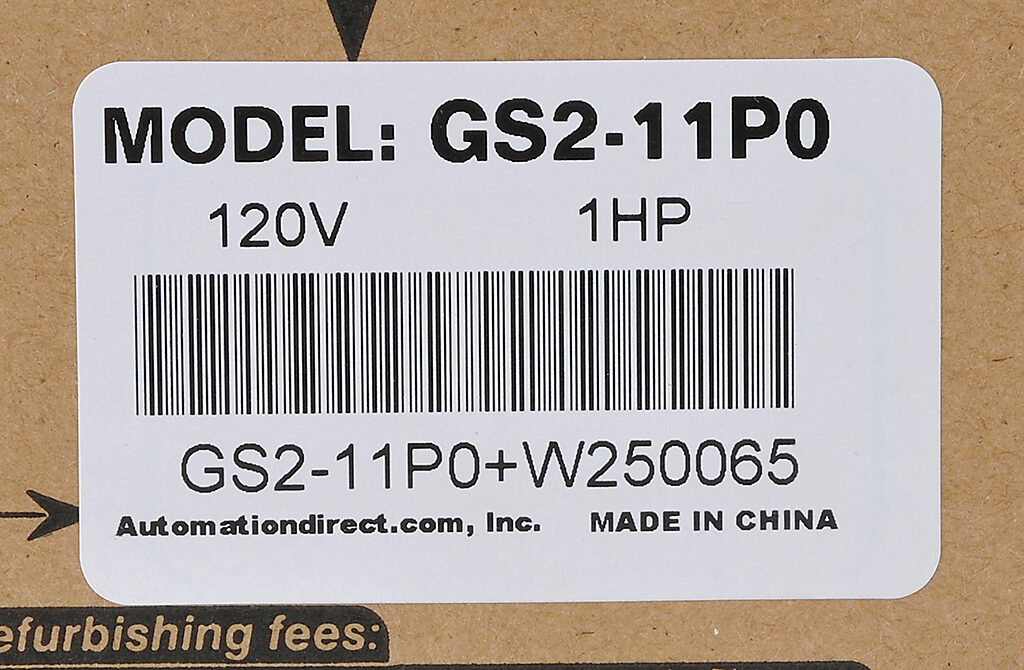 MODEL: GS2-11P0
120V 1HP
GS2-11P0+W250065
Automationdirect.com, Inc. MADE IN CHINA
efurbishing fees: